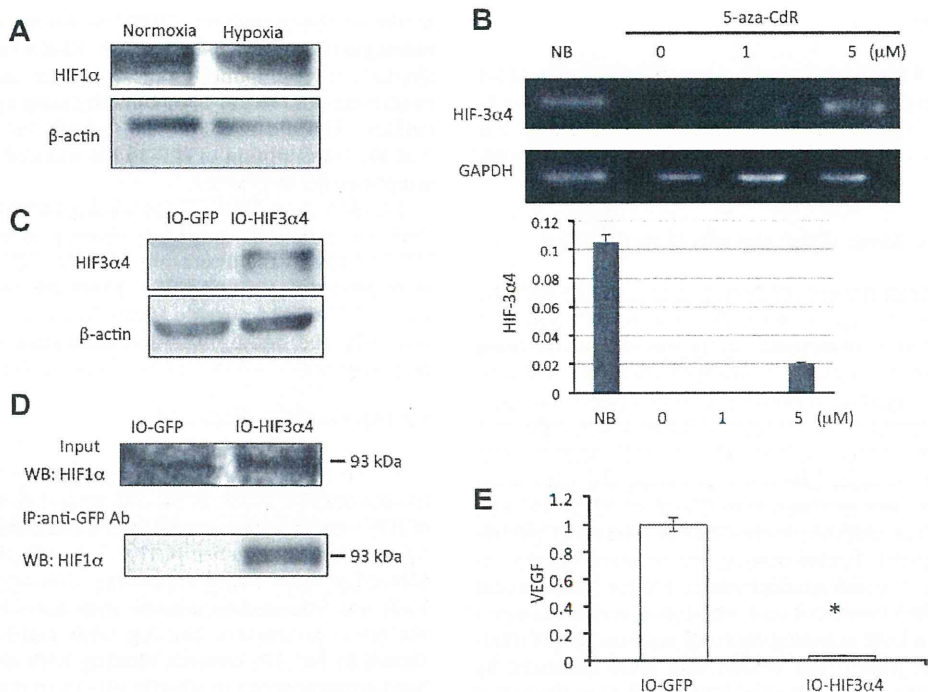 A
Normoxia Hypoxia
HIF1α
β-actin
B
5-aza-CdR
NB 0 1 5 (μM)
HIF-3α4
GAPDH
0.12
0.1
0.08
0.06
0.04
0.02
0
HIF-3α4
NB 0 1 5 (μM)
C
IO-GFP IO-HIF3α4
HIF3α4
β-actin
D
IO-GFP IO-HIF3α4
Input
WB: HIF1α
93 kDa
IP:anti-GFP Ab
WB: HIF1α
93 kDa
E
1.2
1
0.8
0.6
0.4
0.2
0
VEGF
*
IO-GFP IO-HIF3α4